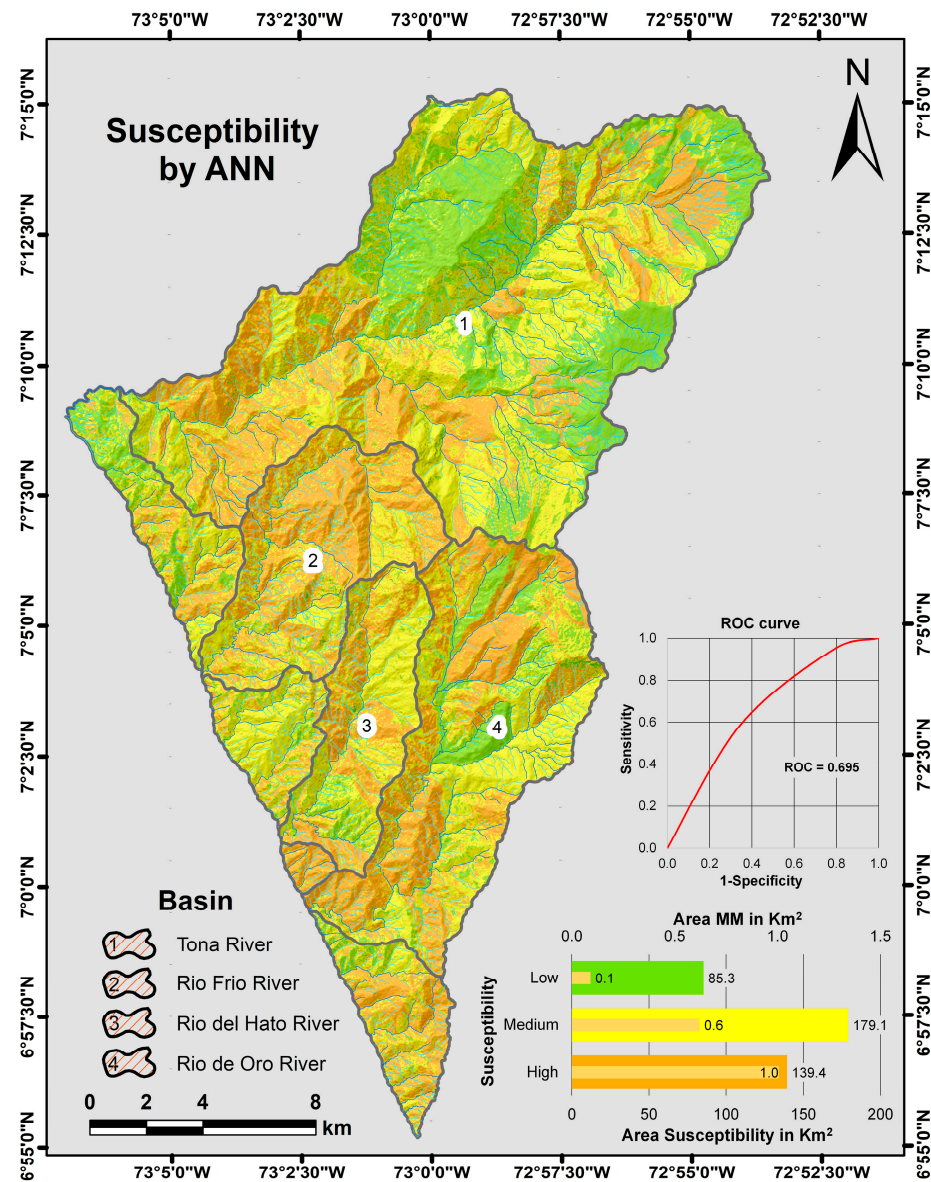 73°5'0"W 73°2'30"W 73°0'0"W 72°57'30"W 72°55'0"W 72°52'30"W
7°15'0"N
7°12'30"N
7°10'0"N
7°7'30"N
7°5'0"N
7°2'30"N
7°0'0"N
6°57'30"N
6°55'0"N
Susceptibility
by ANN
N
1
2
3
4
ROC curve
Sensitivity
1.0
0.8
0.6
0.4
0.2
0.0
ROC = 0.695
0.0 0.2 0.4 0.6 0.8 1.0
1-Specificity
Basin
1 Tona River
2 Rio Frio River
3 Rio del Hato River
4 Rio de Oro River
0 2 4 8
km
Area MM in Km²
0.0 0.5 1.0 1.5
Susceptibility
Low 0.1 85.3
Medium 0.6 179.1
High 1.0 139.4
0 50 100 150 200
Area Susceptibility in Km²
7°15'0"N
7°12'30"N
7°10'0"N
7°7'30"N
7°5'0"N
7°2'30"N
7°0'0"N
6°57'30"N
6°55'0"N
73°5'0"W 73°2'30"W 73°0'0"W 72°57'30"W 72°55'0"W 72°52'30"W